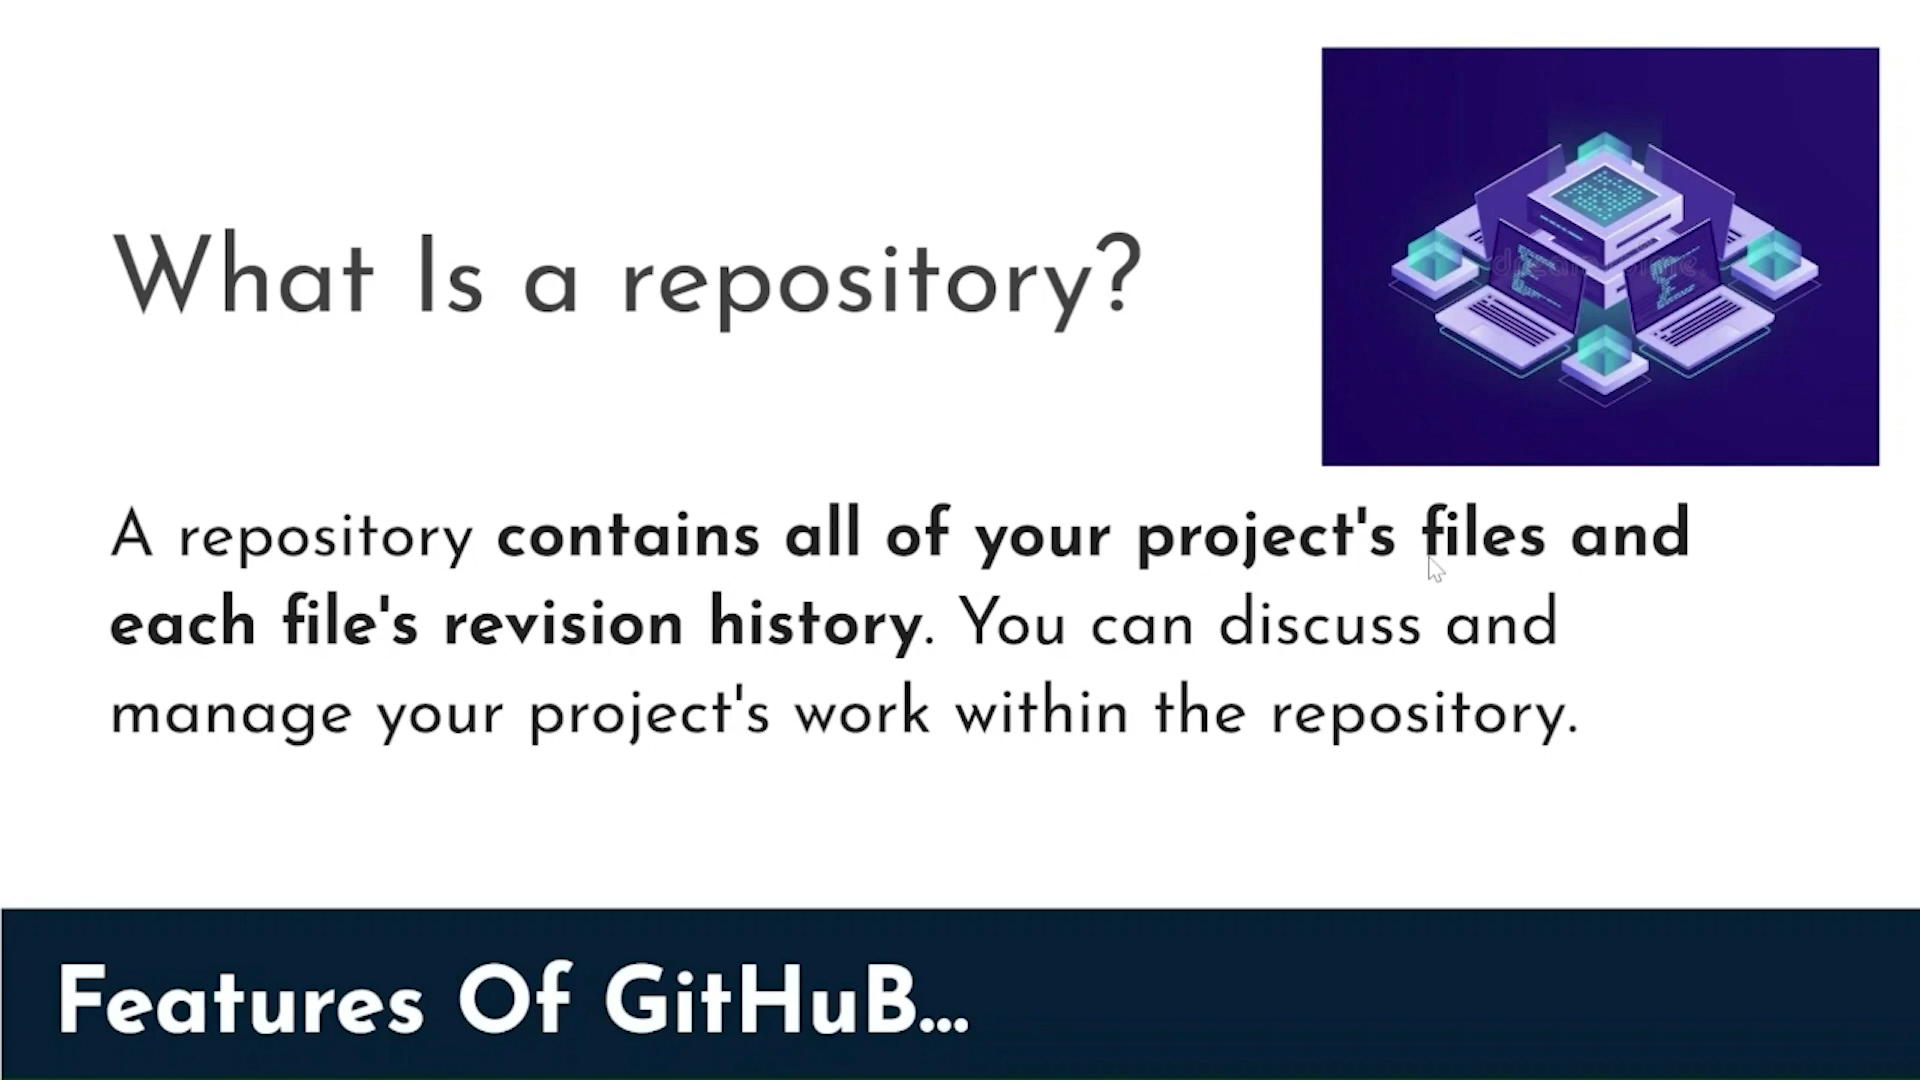 What Is a repository?
A repository contains all of your project's files and
each file's revision history. You can discuss and
manage your project's work within the repository.
Features Of GitHuB...